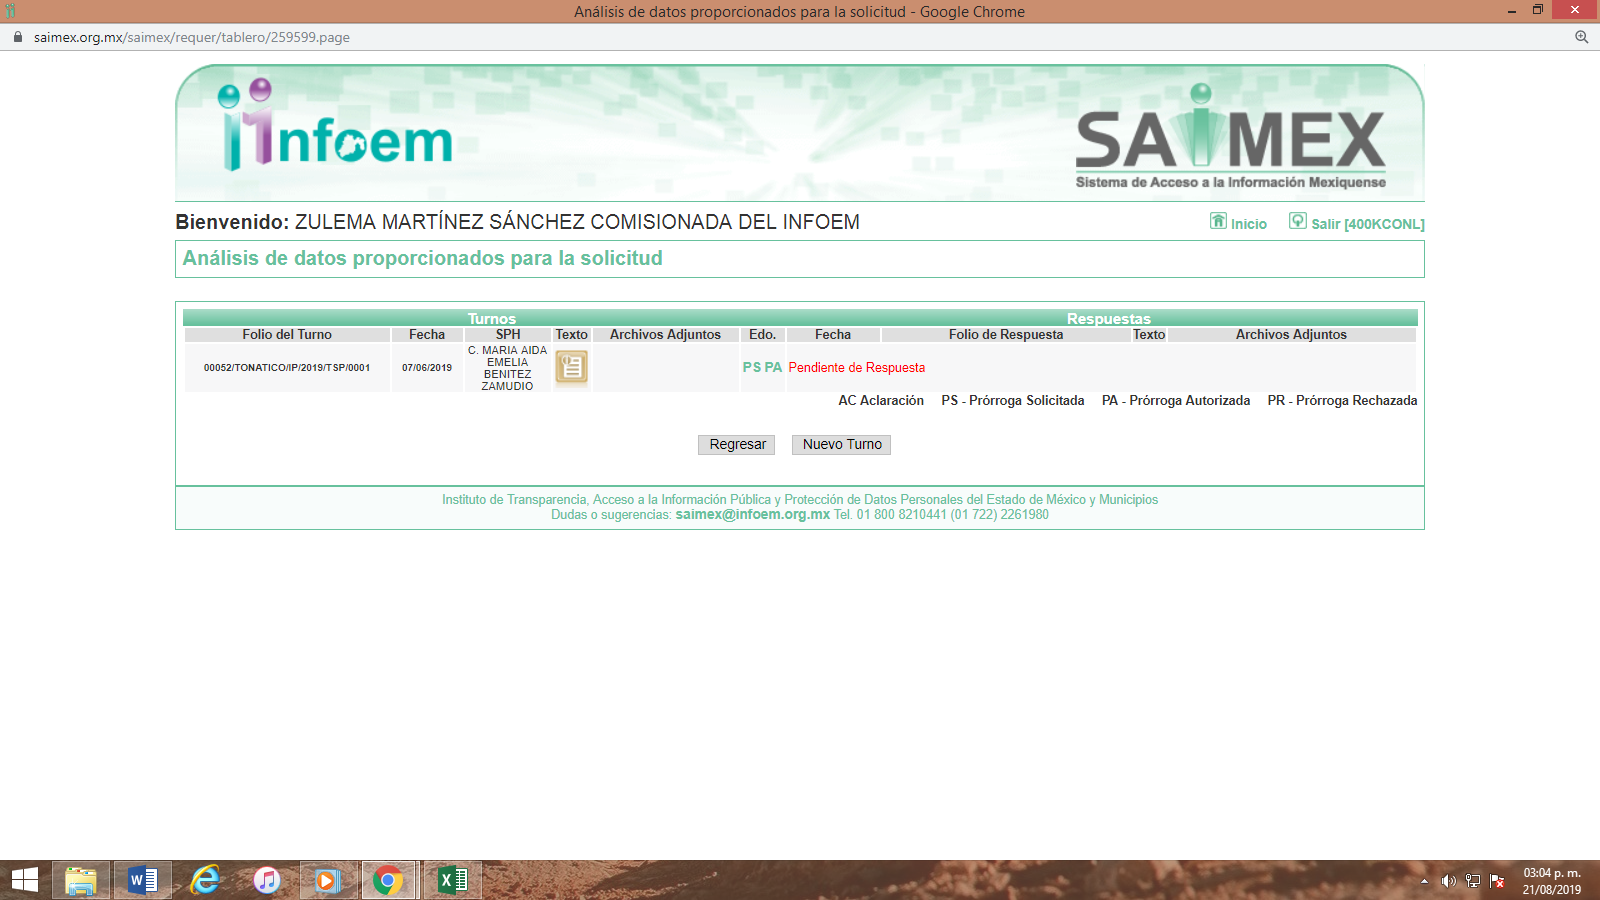 Análisis de datos proporcionados para la solicitud - Google Chrome
saimex.org.mx/saimex/requer/tablero/259599.page
infoem
SAIMEX
Sistema de Acceso a la Información Mexiquense
Bienvenido: ZULEMA MARTÍNEZ SÁNCHEZ COMISIONADA DEL INFOEM
Inicio Salir [400KCONL]
Análisis de datos proporcionados para la solicitud
Turnos Respuestas
Folio del Turno Fecha SPH Texto Archivos Adjuntos Edo. Fecha Folio de Respuesta Texto Archivos Adjuntos
00052/TONATICO/IP/2019/TSP/0001 07/06/2019 C. MARIA AIDA
EMELIA
BENITEZ
ZAMUDIO
PS PA Pendiente de Respuesta
AC Aclaración PS - Prórroga Solicitada PA - Prórroga Autorizada PR - Prórroga Rechazada
Regresar Nuevo Turno
Instituto de Transparencia, Acceso a la Información Pública y Protección de Datos Personales del Estado de México y Municipios
Dudas o sugerencias: saimex@infoem.org.mx Tel. 01 800 8210441 (01 722) 2261980
03:04 p. m.
21/08/2019